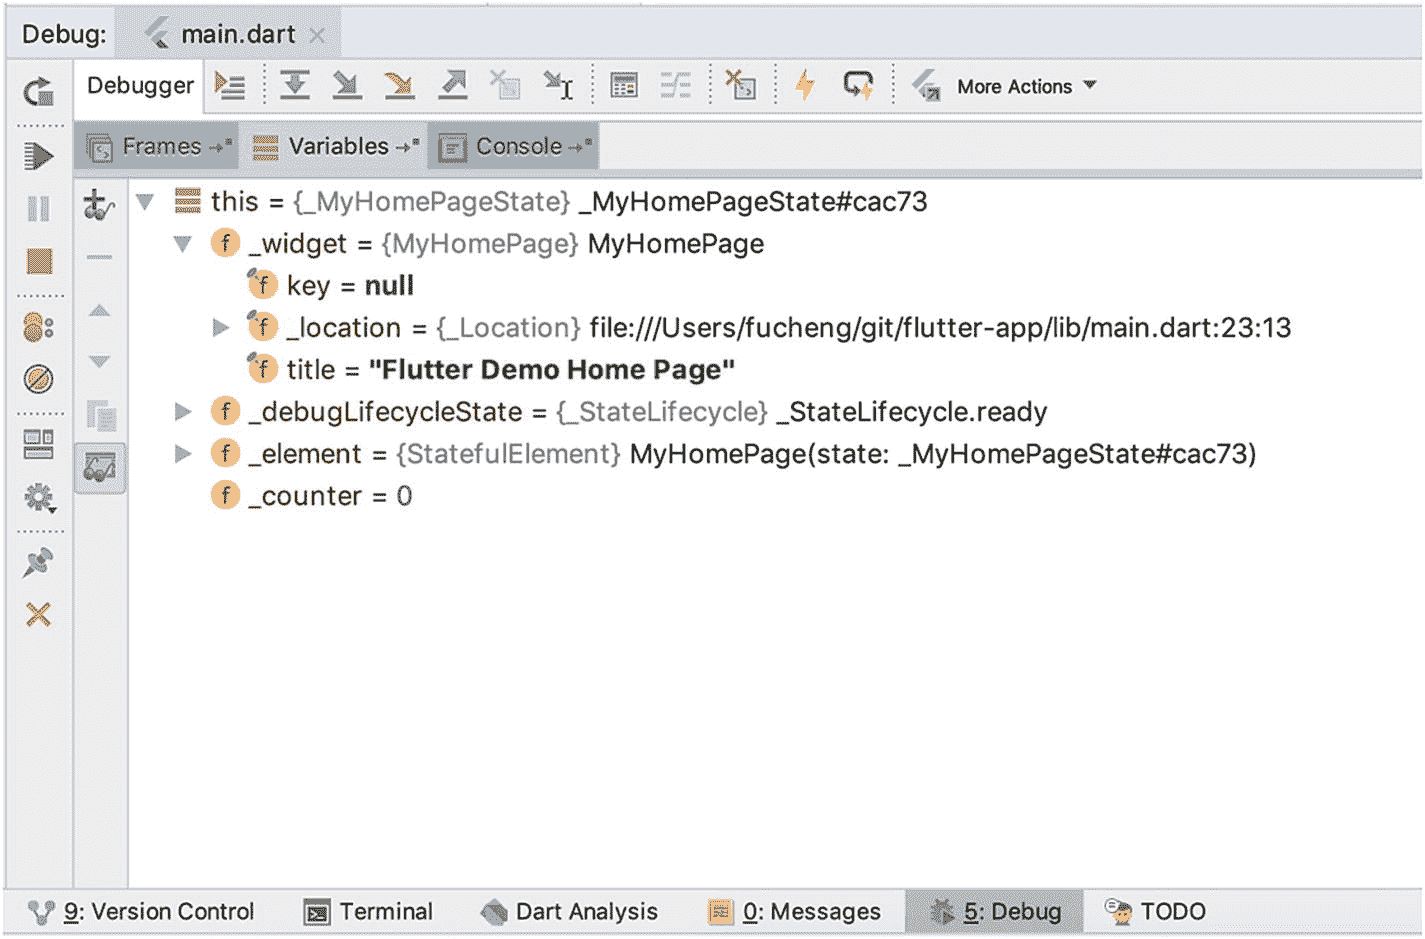 Debug: main.dart
Debugger More Actions
Frames Variables Console
this = {_MyHomePageState} _MyHomePageState#cac73
f _widget = {MyHomePage} MyHomePage
f key = null
f _location = {_Location} file:///Users/fucheng/git/flutter-app/lib/main.dart:23:13
f title = "Flutter Demo Home Page"
f _debugLifecycleState = {_StateLifecycle} _StateLifecycle.ready
f _element = {StatefulElement} MyHomePage(state: _MyHomePageState#cac73)
f _counter = 0
9: Version Control Terminal Dart Analysis 0: Messages 5: Debug TODO